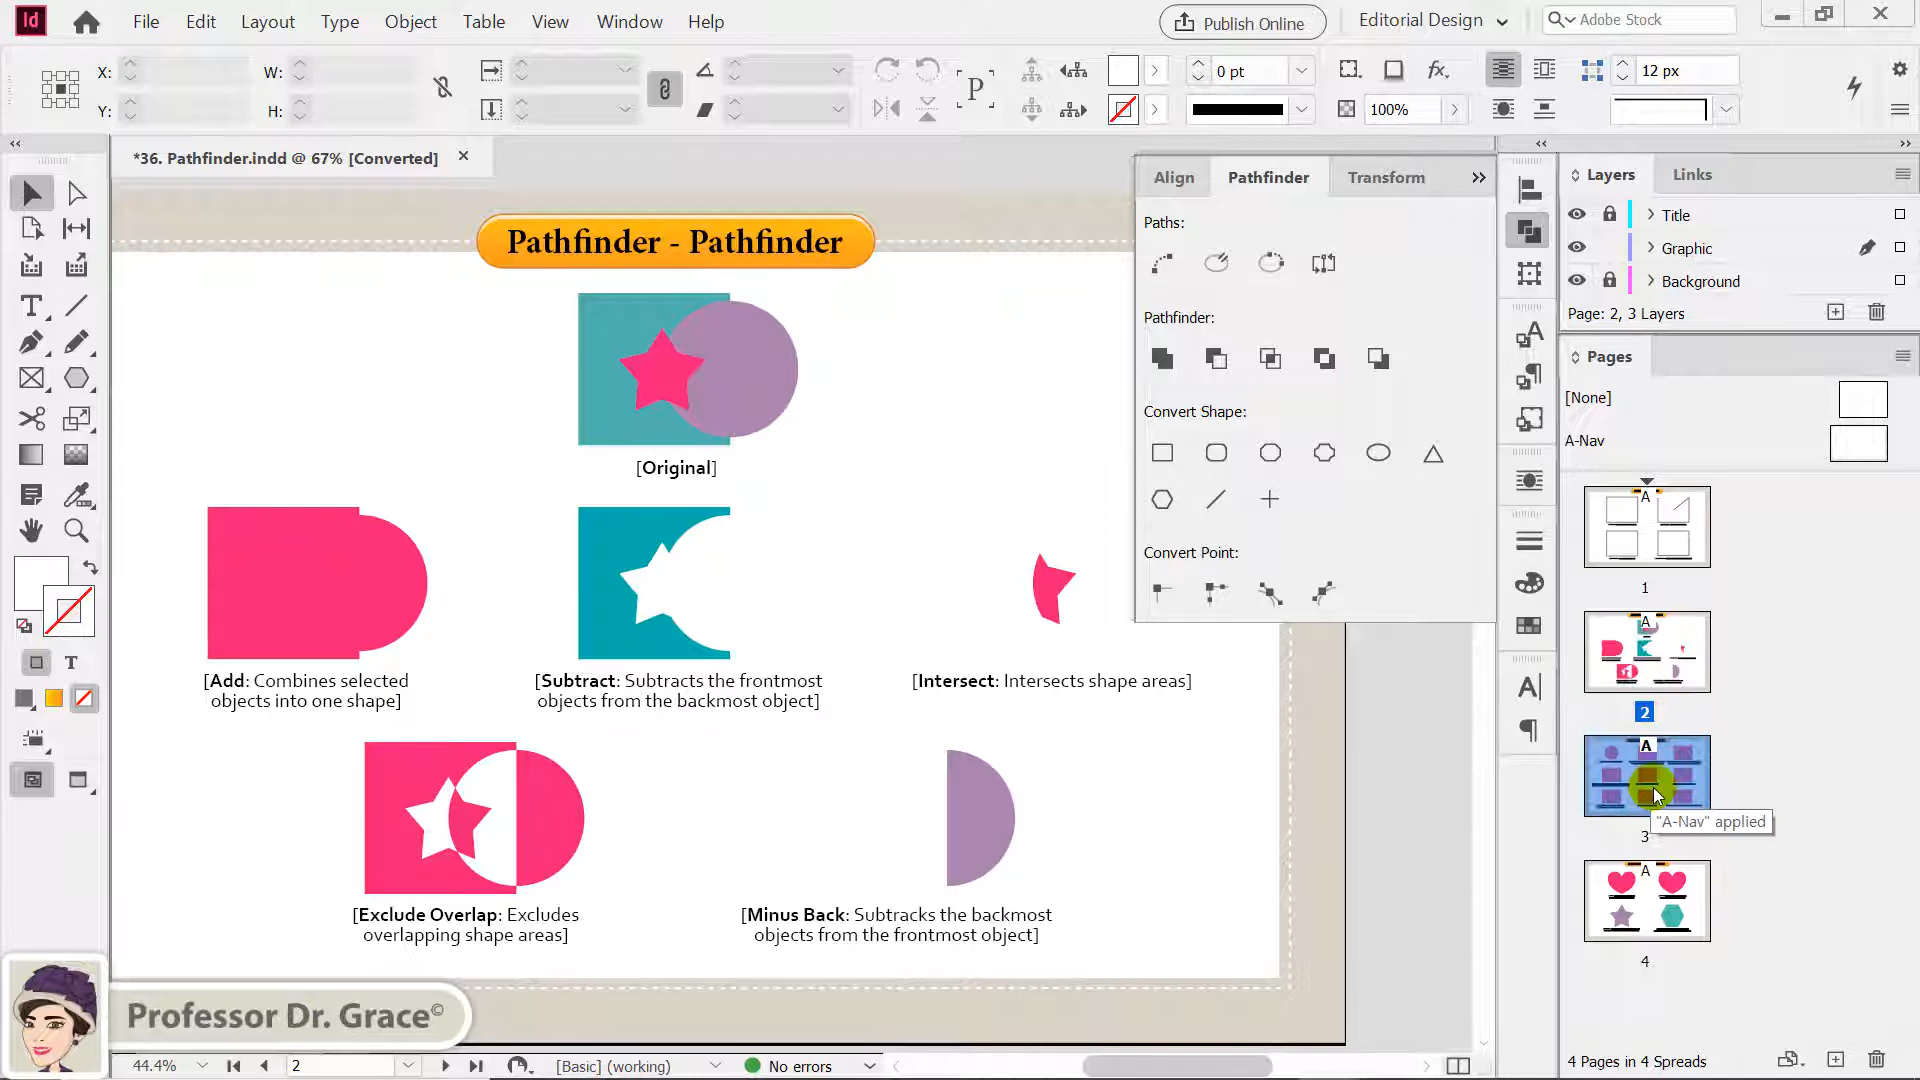 Id
File Edit Layout Type Object Table View Window Help
Publish Online
Editorial Design
Adobe Stock
X:
W:
0 pt
12 px
Y:
H:
P
fx.
100%
*36. Pathfinder.indd @ 67% [Converted]
Pathfinder - Pathfinder
[Original]
[Add: Combines selected
objects into one shape]
[Subtract: Subtracts the frontmost
objects from the backmost object]
[Intersect: Intersects shape areas]
[Exclude Overlap: Excludes
overlapping shape areas]
[Minus Back: Subtracks the backmost
objects from the frontmost object]
Professor Dr. Grace©
44.4%
2
[Basic] (working)
No errors
Align Pathfinder Transform
Paths:
Pathfinder:
Convert Shape:
Convert Point:
Layers Links
Title
Graphic
Background
Page: 2, 3 Layers
Pages
[None]
A-Nav
A
1
A
2
A
"A-Nav" applied
3
A
4
4 Pages in 4 Spreads